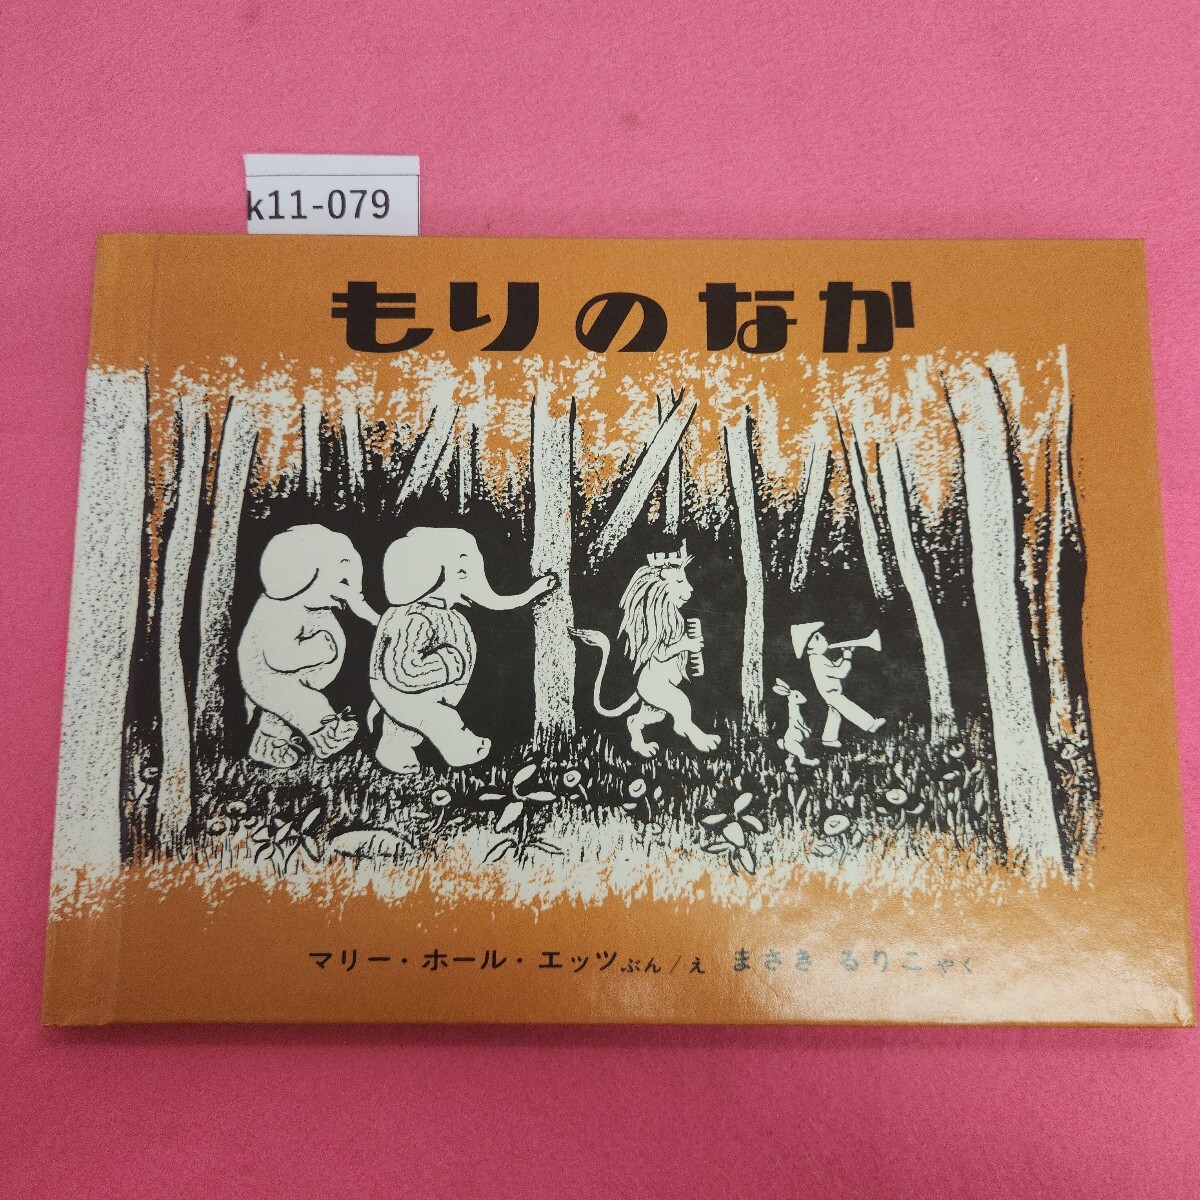 k11-079
もりのなか
マリー・ホール・エッツぶん/え まさき るりこやく